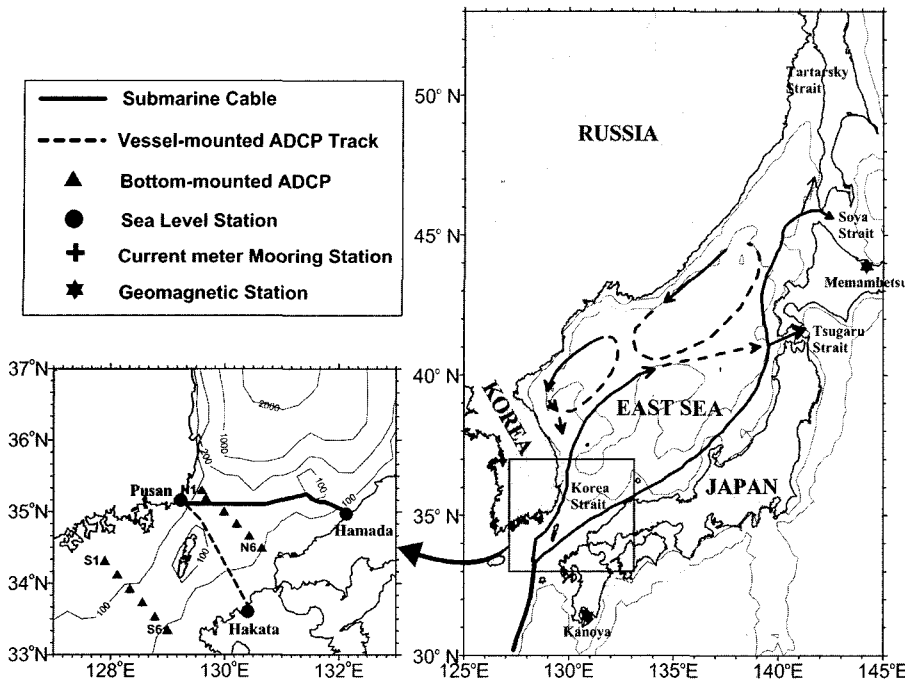 Submarine Cable
Vessel-mounted ADCP Track
Bottom-mounted ADCP
Sea Level Station
Current meter Mooring Station
Geomagnetic Station
50° N
45° N
40° N
35° N
30° N
130°E
135°E
140°E
145°E
Tartarsky
Strait
RUSSIA
Soya
Strait
Memambetsu
Tsugaru
Strait
KOREA
EAST SEA
JAPAN
Korea
Strait
Kanoya
37°N
36°N
35°N
34°N
33°N
128°E
130°E
132°E
2000
1000
200
100
100
100
100
Pusan
N1
N6
Hamada
S1
S6
Hakata